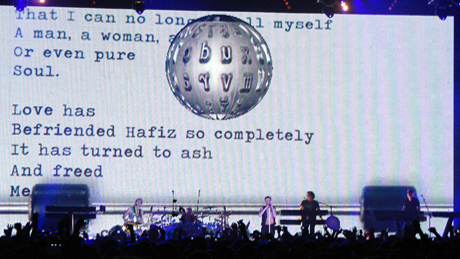 That I can no long   ll myself
A man, a woman, a
Or even pure
Soul.
Love has
Befriended Hafiz so completely
It has turned to ash
And freed
Me